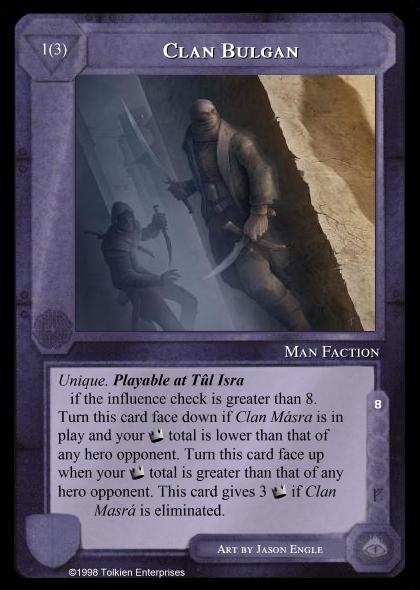 1(3)
CLAN BULGAN
MAN FACTION
Unique. Playable at Tûl Isra
if the influence check is greater than 8.
Turn this card face down if Clan Másra is in
play and your total is lower than that of
any hero opponent. Turn this card face up
when your total is greater than that of any
hero opponent. This card gives 3 if Clan
Masrá is eliminated.
8
ART BY JASON ENGLE
©1998 Tolkien Enterprises